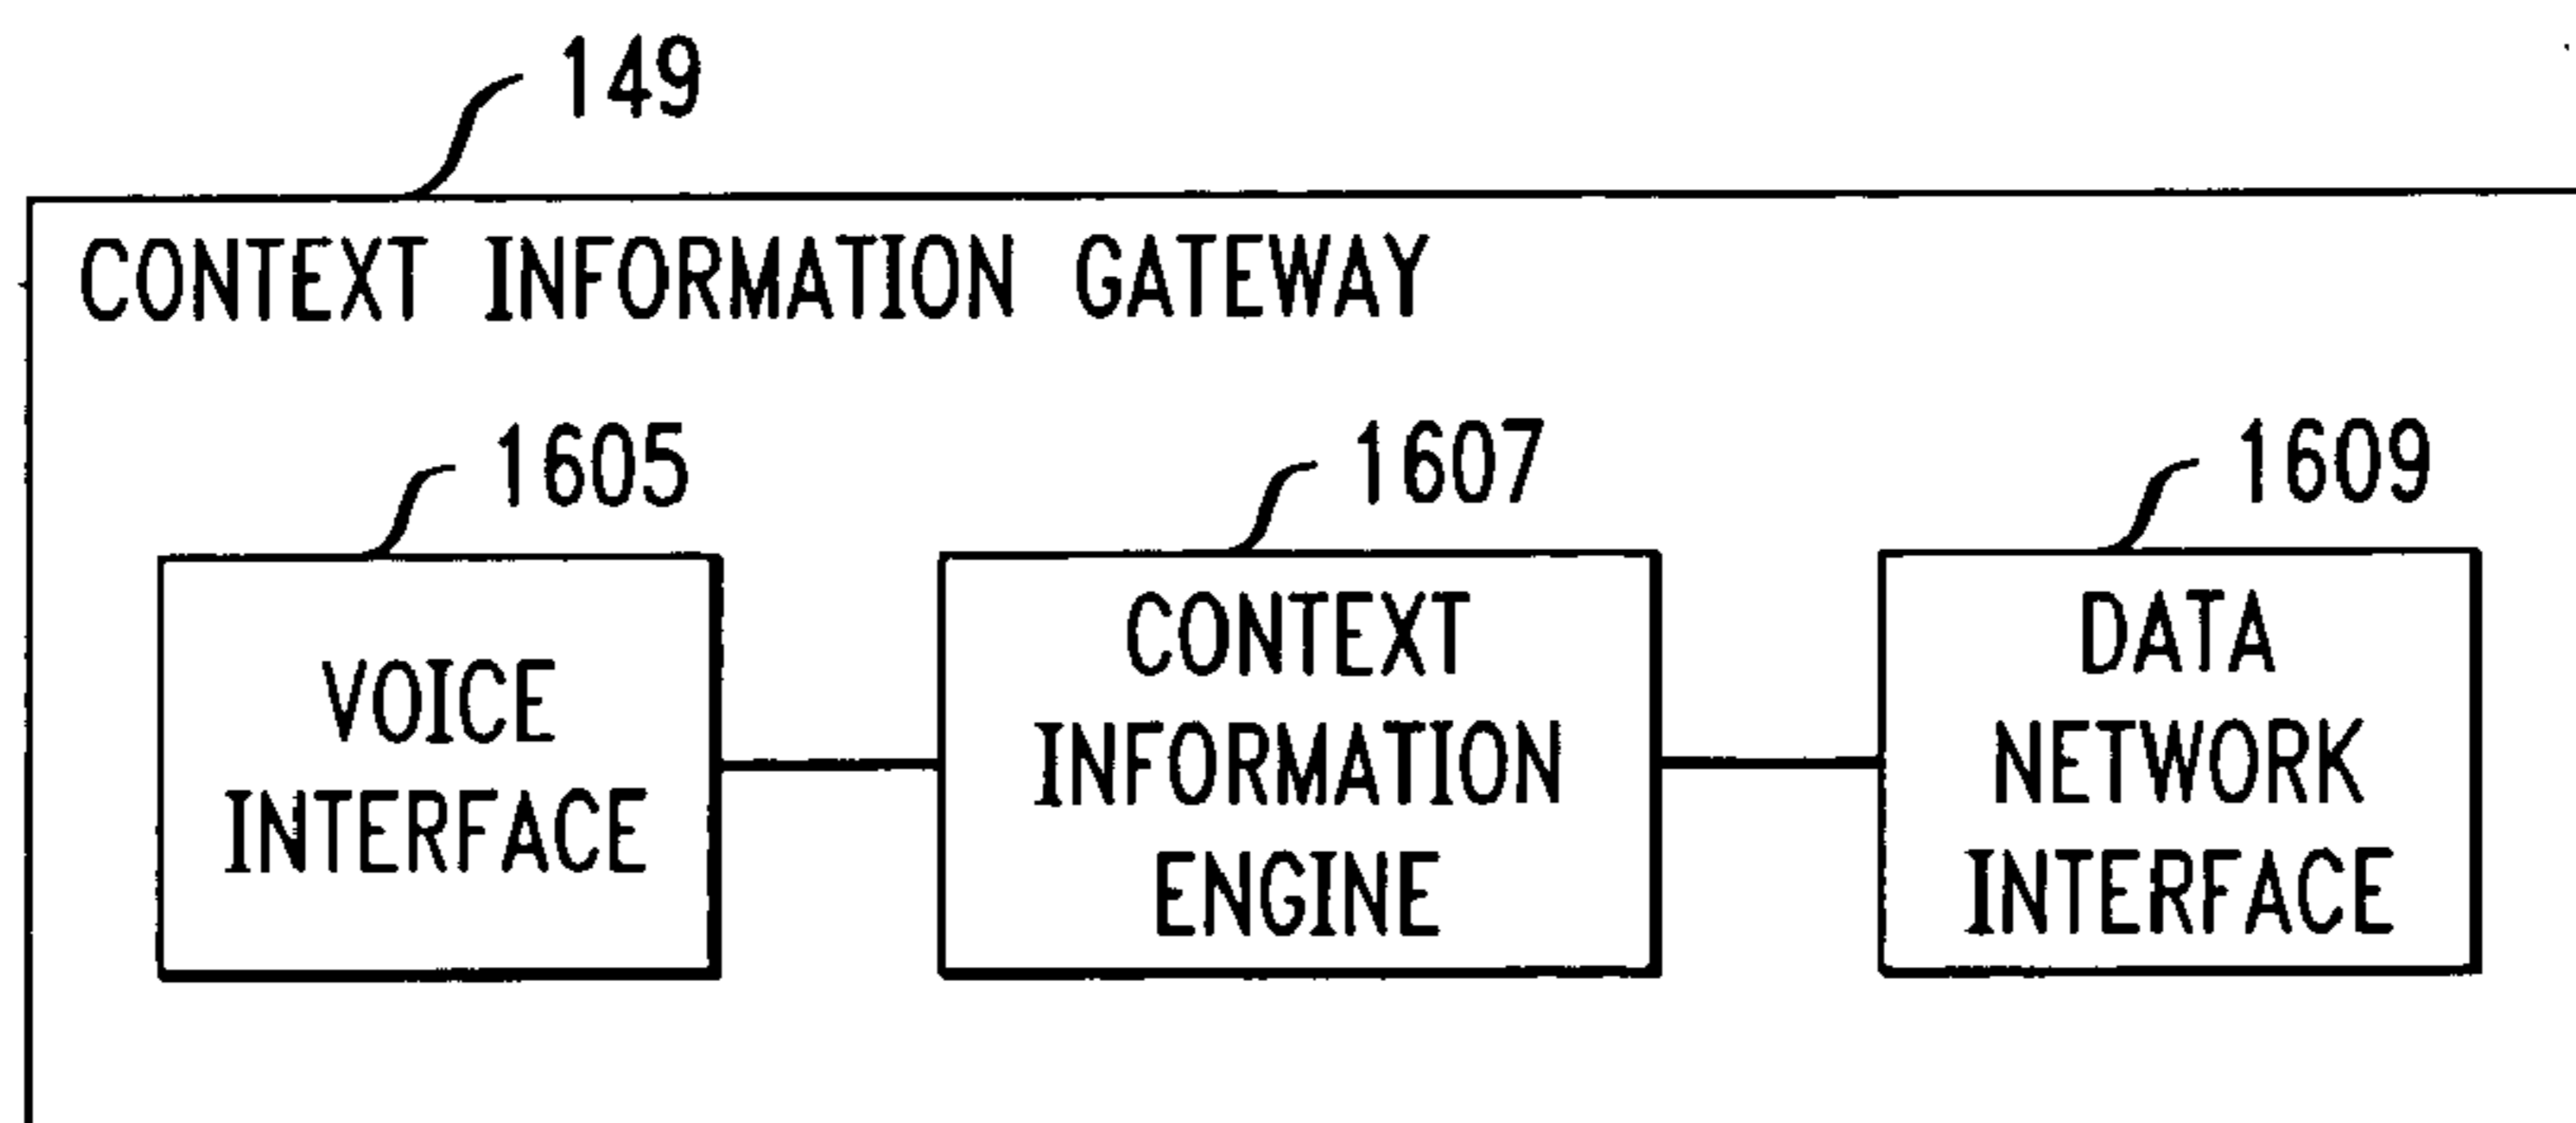 149
CONTEXT INFORMATION GATEWAY
1605
1607
1609
VOICE
INTERFACE
CONTEXT
INFORMATION
ENGINE
DATA
NETWORK
INTERFACE